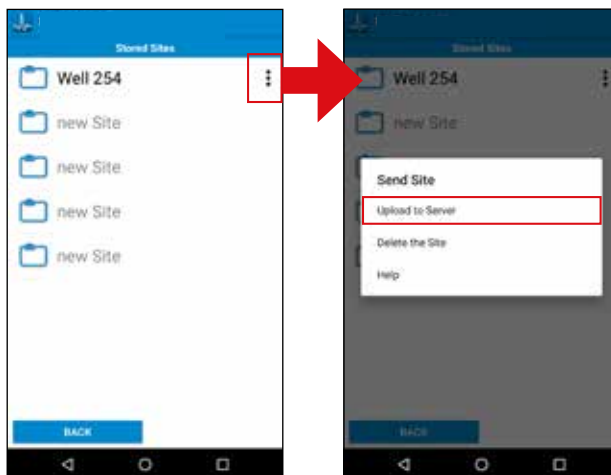 Stored Sites
Well 254
new Site
new Site
new Site
new Site
BACK
Stored Sites
Well 254
new Site
Send Site
Upload to Server
Delete the Site
Help
BACK